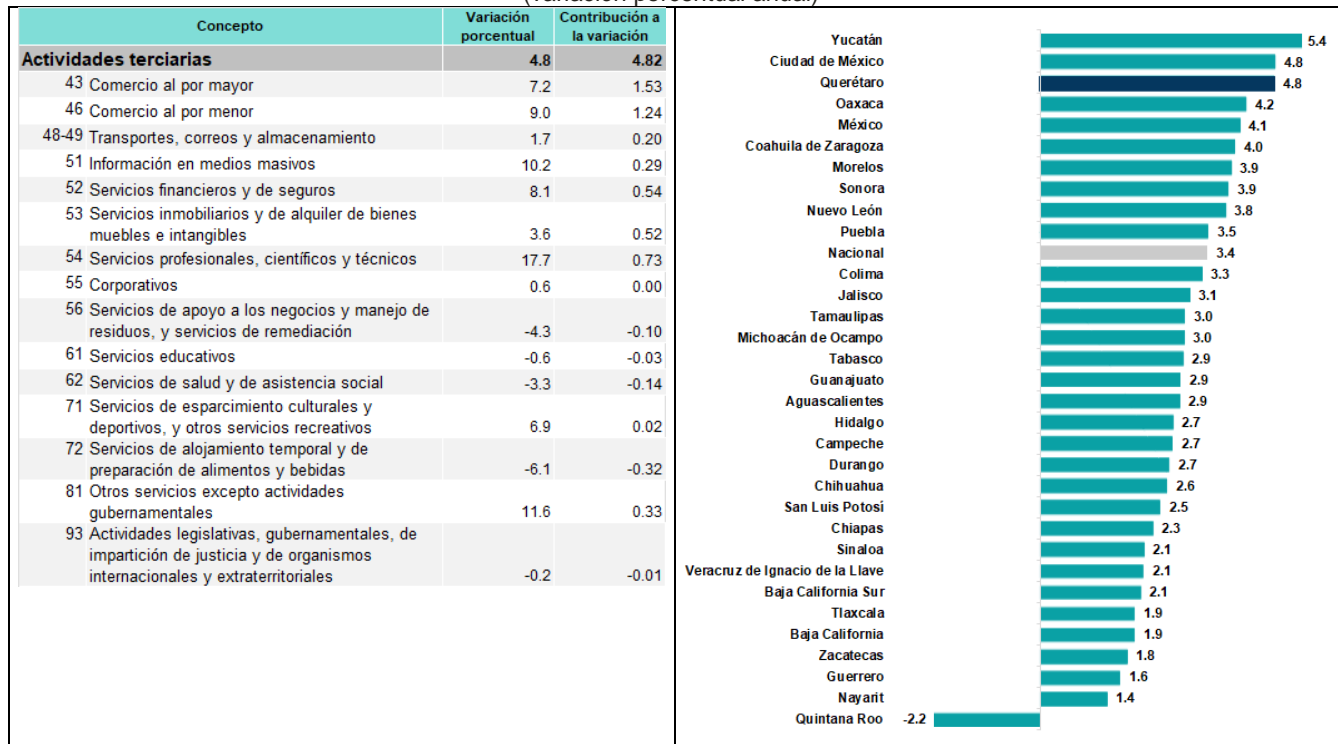 (Variación porcentual anual)
Concepto Variación porcentual Contribución a la variación
Actividades terciarias 4.8 4.82
43 Comercio al por mayor 7.2 1.53
46 Comercio al por menor 9.0 1.24
48-49 Transportes, correos y almacenamiento 1.7 0.20
51 Información en medios masivos 10.2 0.29
52 Servicios financieros y de seguros 8.1 0.54
53 Servicios inmobiliarios y de alquiler de bienes
muebles e intangibles 3.6 0.52
54 Servicios profesionales, científicos y técnicos 17.7 0.73
55 Corporativos 0.6 0.00
56 Servicios de apoyo a los negocios y manejo de
residuos, y servicios de remediación -4.3 -0.10
61 Servicios educativos -0.6 -0.03
62 Servicios de salud y de asistencia social -3.3 -0.14
71 Servicios de esparcimiento culturales y
deportivos, y otros servicios recreativos 6.9 0.02
72 Servicios de alojamiento temporal y de
preparación de alimentos y bebidas -6.1 -0.32
81 Otros servicios excepto actividades
gubernamentales 11.6 0.33
93 Actividades legislativas, gubernamentales, de
impartición de justicia y de organismos
internacionales y extraterritoriales -0.2 -0.01
Yucatán 5.4
Ciudad de México 4.8
Querétaro 4.8
Oaxaca 4.2
México 4.1
Coahuila de Zaragoza 4.0
Morelos 3.9
Sonora 3.9
Nuevo León 3.8
Puebla 3.5
Nacional 3.4
Colima 3.3
Jalisco 3.1
Tamaulipas 3.0
Michoacán de Ocampo 3.0
Tabasco 2.9
Guanajuato 2.9
Aguascalientes 2.9
Hidalgo 2.7
Campeche 2.7
Durango 2.7
Chihuahua 2.6
San Luis Potosí 2.5
Chiapas 2.3
Sinaloa 2.1
Veracruz de Ignacio de la Llave 2.1
Baja California Sur 2.1
Tlaxcala 1.9
Baja California 1.9
Zacatecas 1.8
Guerrero 1.6
Nayarit 1.4
Quintana Roo -2.2